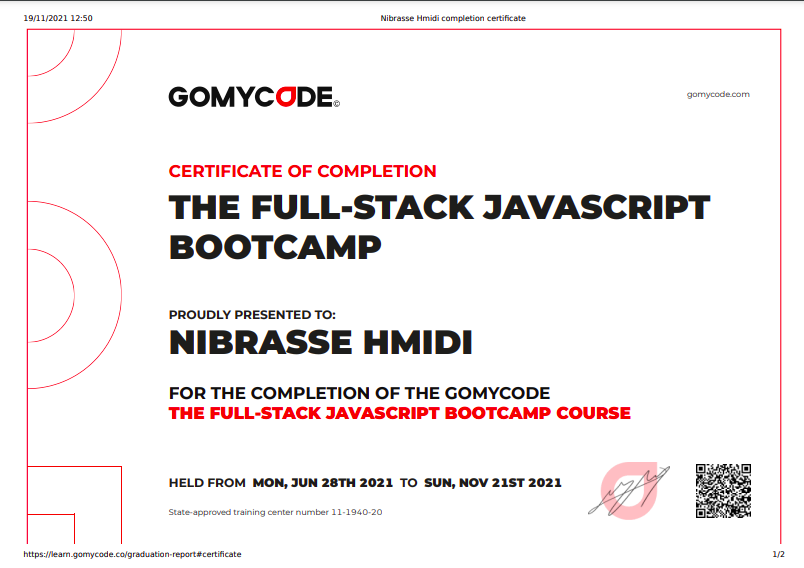 19/11/2021 12:50
Nibrasse Hmidi completion certificate
GOMYCODE©
gomycode.com
CERTIFICATE OF COMPLETION
THE FULL-STACK JAVASCRIPT
BOOTCAMP
PROUDLY PRESENTED TO:
NIBRASSE HMIDI
FOR THE COMPLETION OF THE GOMYCODE
THE FULL-STACK JAVASCRIPT BOOTCAMP COURSE
HELD FROM MON, JUN 28TH 2021 TO SUN, NOV 21ST 2021
State-approved training center number 11-1940-20
https://learn.gomycode.co/graduation-report#certificate
1/2